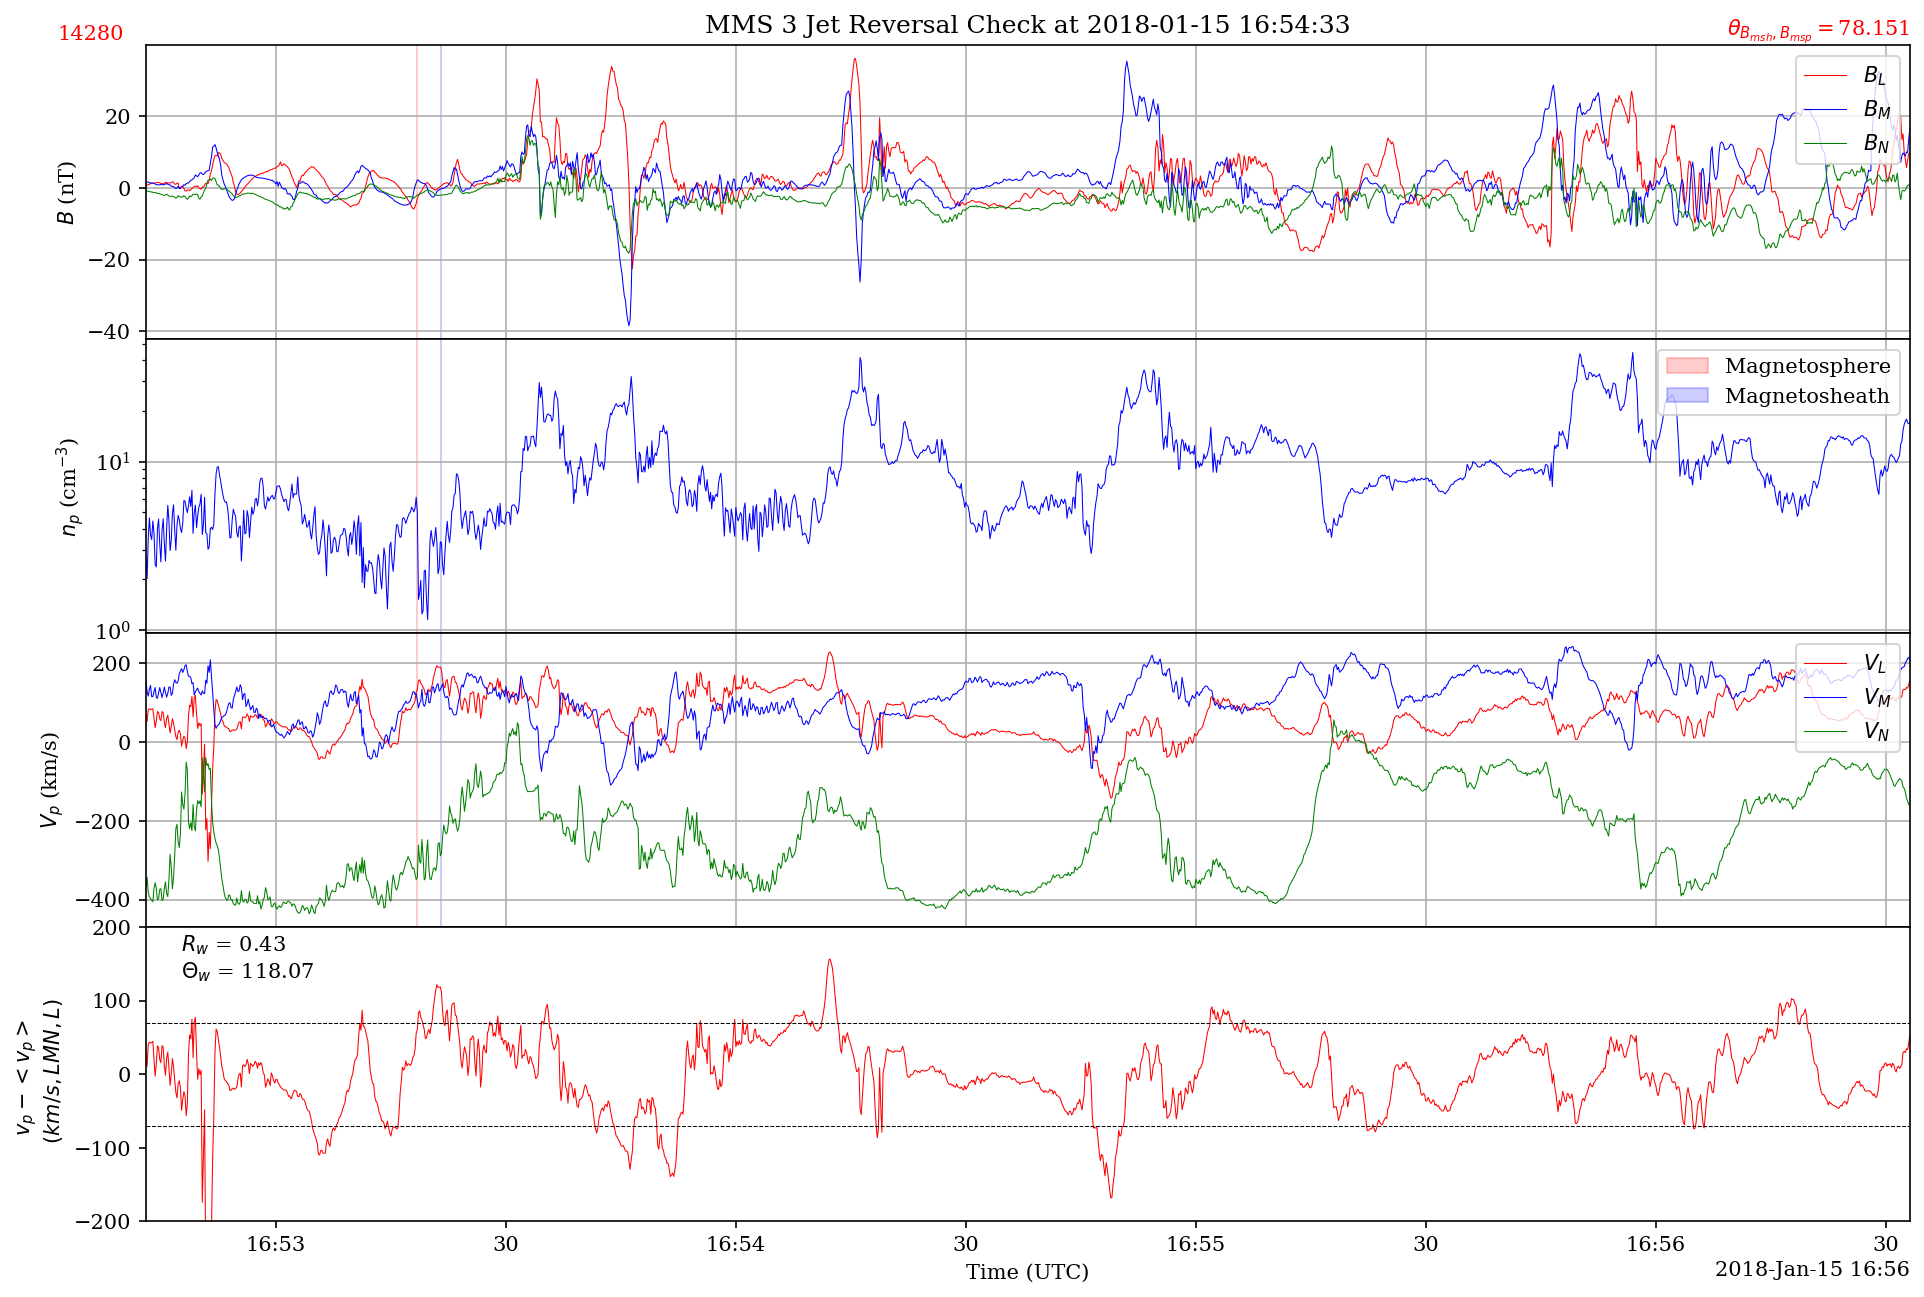 MMS 3 Jet Reversal Check at 2018-01-15 16:54:33
14280
θ_{B_{msh}, B_{msp}} = 78.151
B (nT)
20
0
−20
−40
B_L
B_M
B_N
n_p (cm^{−3})
10^1
10^0
Magnetosphere
Magnetosheath
V_p (km/s)
200
0
−200
−400
V_L
V_M
V_N
v_p − < v_p >
(km/s, LMN, L)
200
100
0
−100
−200
R_w = 0.43
Θ_w = 118.07
16:53 30 16:54 30 16:55 30 16:56 30
Time (UTC)
2018-Jan-15 16:56